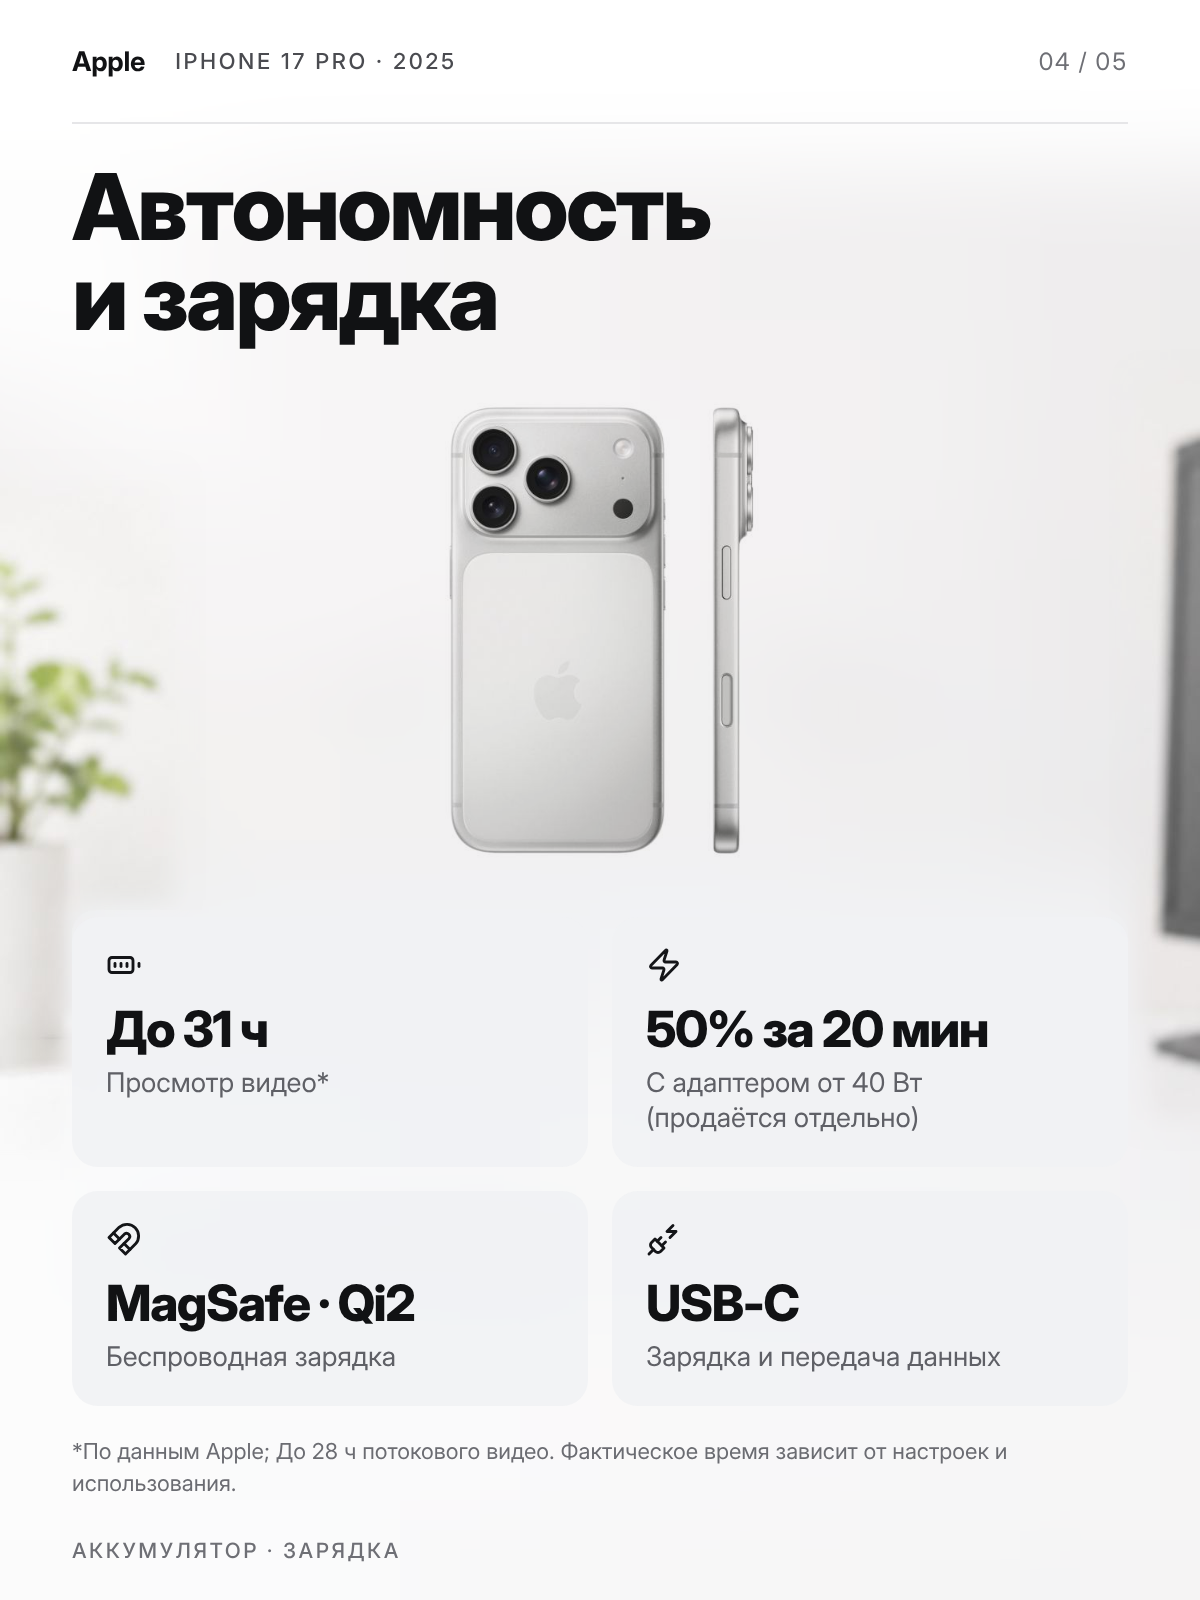 Apple IPHONE 17 PRO · 2025 04 / 05
Автономность
и зарядка
До 31 ч
Просмотр видео*
50% за 20 мин
С адаптером от 40 Вт
(продаётся отдельно)
MagSafe · Qi2
Беспроводная зарядка
USB-C
Зарядка и передача данных
*По данным Apple; До 28 ч потокового видео. Фактическое время зависит от настроек и
использования.
АККУМУЛЯТОР · ЗАРЯДКА